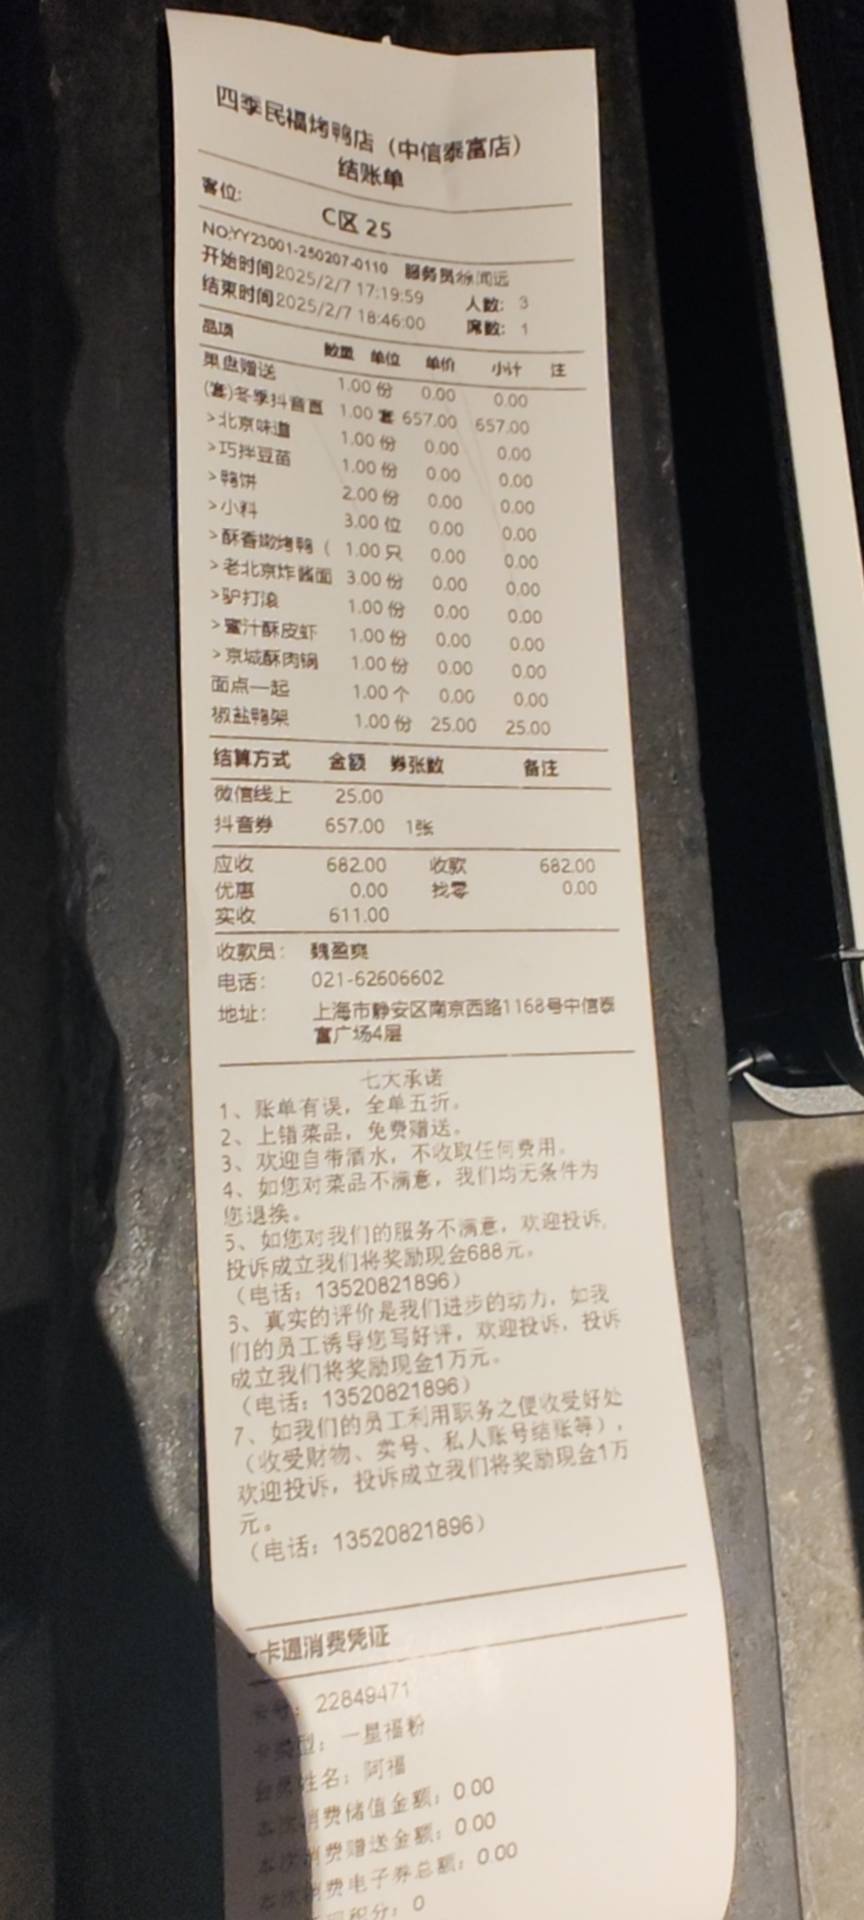 四季民福烤鸭店（中信泰富店）
结账单
客位:
C区 25
NO:YY23001-250207-0110 服务员:徐闻远
开始时间2025/2/7 17:19:59 人数: 3
结束时间2025/2/7 18:46:00 席数: 1
品项 数量 单位 单价 小计 注
果盘赠送 1.00 份 0.00 0.00
(套)冬季抖音直 1.00 套 657.00 657.00
>北京味道 1.00 份 0.00 0.00
>巧拌豆苗 1.00 份 0.00 0.00
>鸭饼 2.00 份 0.00 0.00
>小料 3.00 位 0.00 0.00
>酥香嫩烤鸭（ 1.00 只 0.00 0.00
>老北京炸酱面 3.00 份 0.00 0.00
>驴打滚 1.00 份 0.00 0.00
>蜜汁酥皮虾 1.00 份 0.00 0.00
>京城酥肉锅 1.00 份 0.00 0.00
面点一起 1.00 个 0.00 0.00
椒盐鸭架 1.00 份 25.00 25.00
结算方式 金额 券张数 备注
微信线上 25.00
抖音券 657.00 1张
应收 682.00 收款 682.00
优惠 0.00 找零 0.00
实收 611.00
收款员: 魏盈爽
电话: 021-62606602
地址: 上海市静安区南京西路1168号中信泰
富广场4层
七大承诺
1、账单有误，全单五折。
2、上错菜品，免费赠送。
3、欢迎自带酒水，不收取任何费用。
4、如您对菜品不满意，我们均无条件为
您退换。
5、如您对我们的服务不满意，欢迎投诉，
投诉成立我们将奖励现金688元。
（电话：13520821896）
6、真实的评价是我们进步的动力，如我
们的员工诱导您写好评，欢迎投诉，投诉
成立我们将奖励现金1万元。
（电话：13520821896）
7、如我们的员工利用职务之便收受好处
（收受财物、卖号、私人账号结账等），
欢迎投诉，投诉成立我们将奖励现金1万
元。
（电话：13520821896）
一卡通消费凭证
卡号：22849471
卡类型：一星福粉
会员姓名：阿福
本次消费储值金额：0.00
本次消费赠送金额：0.00
本次消费电子券总额：0.00
积分：0